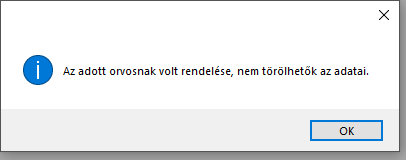 Az adott orvosnak volt rendelése, nem törölhetők az adatai.
OK